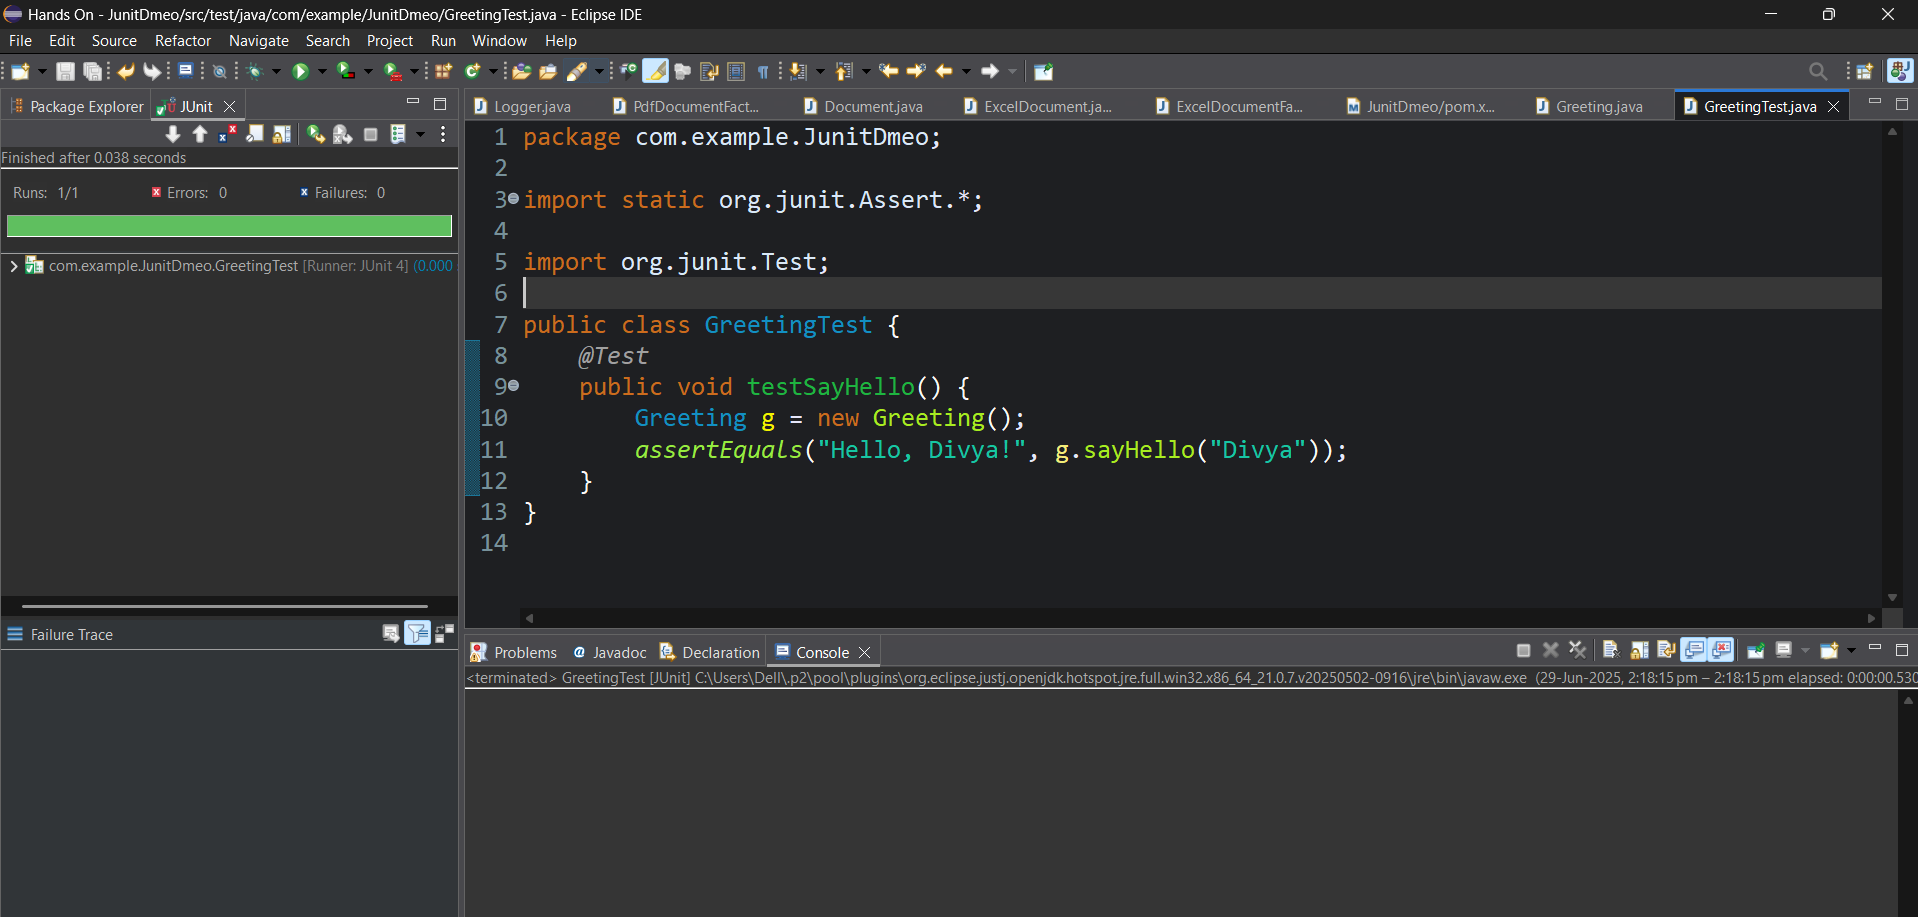 Hands On - JunitDmeo/src/test/java/com/example/JunitDmeo/GreetingTest.java - Eclipse IDE
File Edit Source Refactor Navigate Search Project Run Window Help
Package Explorer JUnit
Finished after 0.038 seconds
Runs: 1/1 Errors: 0 Failures: 0
com.example.JunitDmeo.GreetingTest [Runner: JUnit 4] (0.000
Failure Trace
Logger.java PdfDocumentFact... Document.java ExcelDocument.ja... ExcelDocumentFa... JunitDmeo/pom.x... Greeting.java GreetingTest.java
1 package com.example.JunitDmeo;
2
3 import static org.junit.Assert.*;
4
5 import org.junit.Test;
6
7 public class GreetingTest {
8 @Test
9 public void testSayHello() {
10 Greeting g = new Greeting();
11 assertEquals("Hello, Divya!", g.sayHello("Divya"));
12 }
13 }
14
Problems Javadoc Declaration Console
<terminated> GreetingTest [JUnit] C:\Users\Dell\.p2\pool\plugins\org.eclipse.justj.openjdk.hotspot.jre.full.win32.x86_64_21.0.7.v20250502-0916\jre\bin\javaw.exe (29-Jun-2025, 2:18:15 pm – 2:18:15 pm elapsed: 0:00:00.530